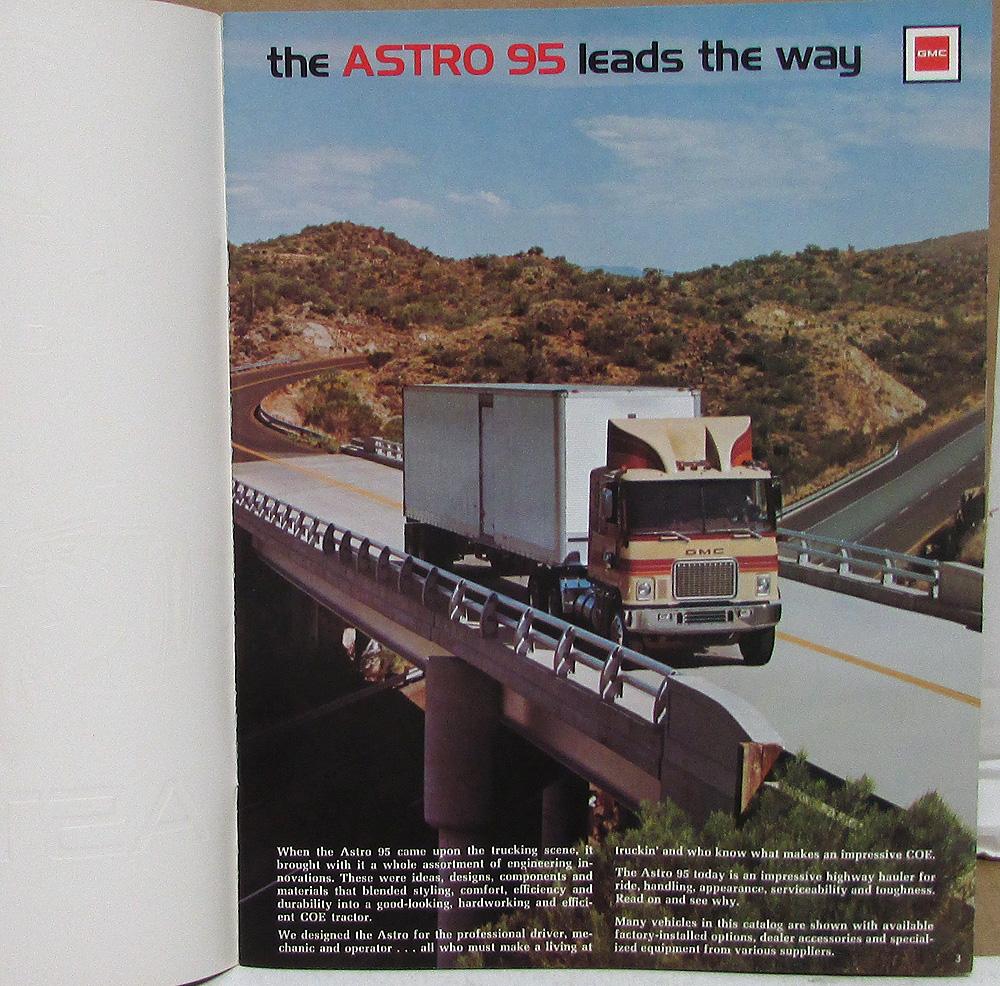 the ASTRO 95 leads the way
GMC
GMC
When the Astro 95 came upon the trucking scene, it
brought with it a whole assortment of engineering in-
novations. These were ideas, designs, components and
materials that blended styling, comfort, efficiency and
durability into a good-looking, hardworking and effici-
ent COE tractor.
We designed the Astro for the professional driver, me-
chanic and operator . . . all who must make a living at
truckin' and who know what makes an impressive COE.
The Astro 95 today is an impressive highway hauler for
ride, handling, appearance, serviceability and toughness.
Read on and see why.
Many vehicles in this catalog are shown with available
factory-installed options, dealer accessories and special-
ized equipment from various suppliers.
3